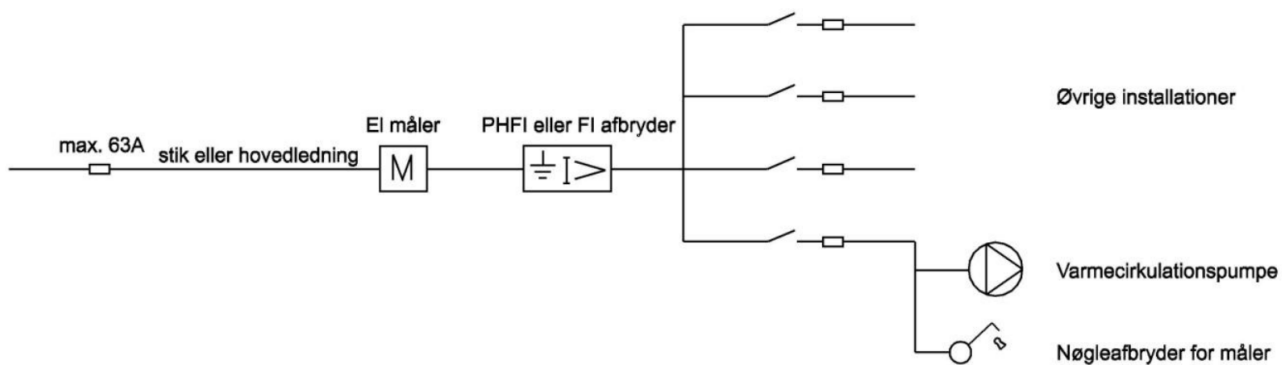 Øvrige installationer
El måler
PHFI eller FI afbryder
max. 63A
stik eller hovedledning
M
Varmecirkulationspumpe
Nøgleafbryder for måler